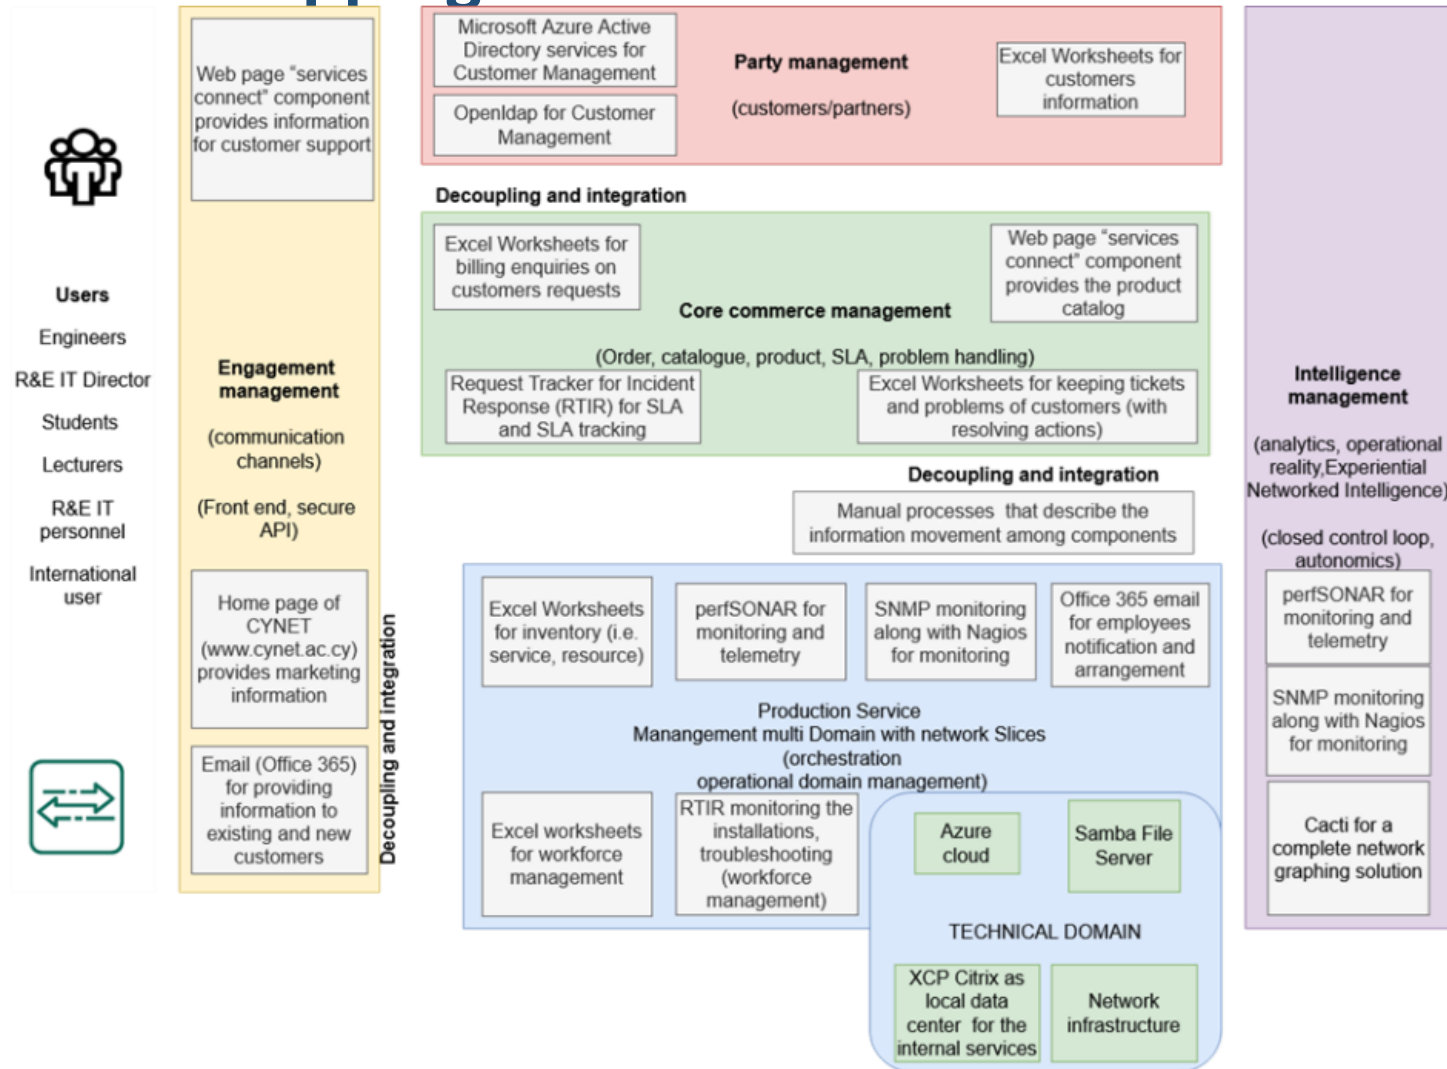 Users
Engineers
R&E IT Director
Students
Lecturers
R&E IT
personnel
International
user
Web page “services
connect” component
provides information
for customer support
Engagement
management
(communication
channels)
(Front end, secure
API)
Home page of
CYNET
(www.cynet.ac.cy)
provides marketing
information
Email (Office 365)
for providing
information to
existing and new
customers
Decoupling and integration
Microsoft Azure Active
Directory services for
Customer Management
Openldap for Customer
Management
Party management
(customers/partners)
Excel Worksheets for
customers
information
Decoupling and integration
Excel Worksheets for
billing enquiries on
customers requests
Web page “services
connect” component
provides the product
catalog
Core commerce management
(Order, catalogue, product, SLA, problem handling)
Request Tracker for Incident
Response (RTIR) for SLA
and SLA tracking
Excel Worksheets for keeping tickets
and problems of customers (with
resolving actions)
Decoupling and integration
Manual processes that describe the
information movement among components
Excel Worksheets
for inventory (i.e.
service, resource)
perfSONAR for
monitoring and
telemetry
SNMP monitoring
along with Nagios
for monitoring
Office 365 email
for employees
notification and
arrangement
Production Service
Manangement multi Domain with network Slices
(orchestration
operational domain management)
Excel worksheets
for workforce
management
RTIR monitoring the
installations,
troubleshooting
(workforce
management)
Azure
cloud
Samba File
Server
TECHNICAL DOMAIN
XCP Citrix as
local data
center for the
internal services
Network
infrastructure
Intelligence
management
(analytics, operational
reality,Experiential
Networked Intelligence)
(closed control loop,
autonomics)
perfSONAR for
monitoring and
telemetry
SNMP monitoring
along with Nagios
for monitoring
Cacti for a
complete network
graphing solution